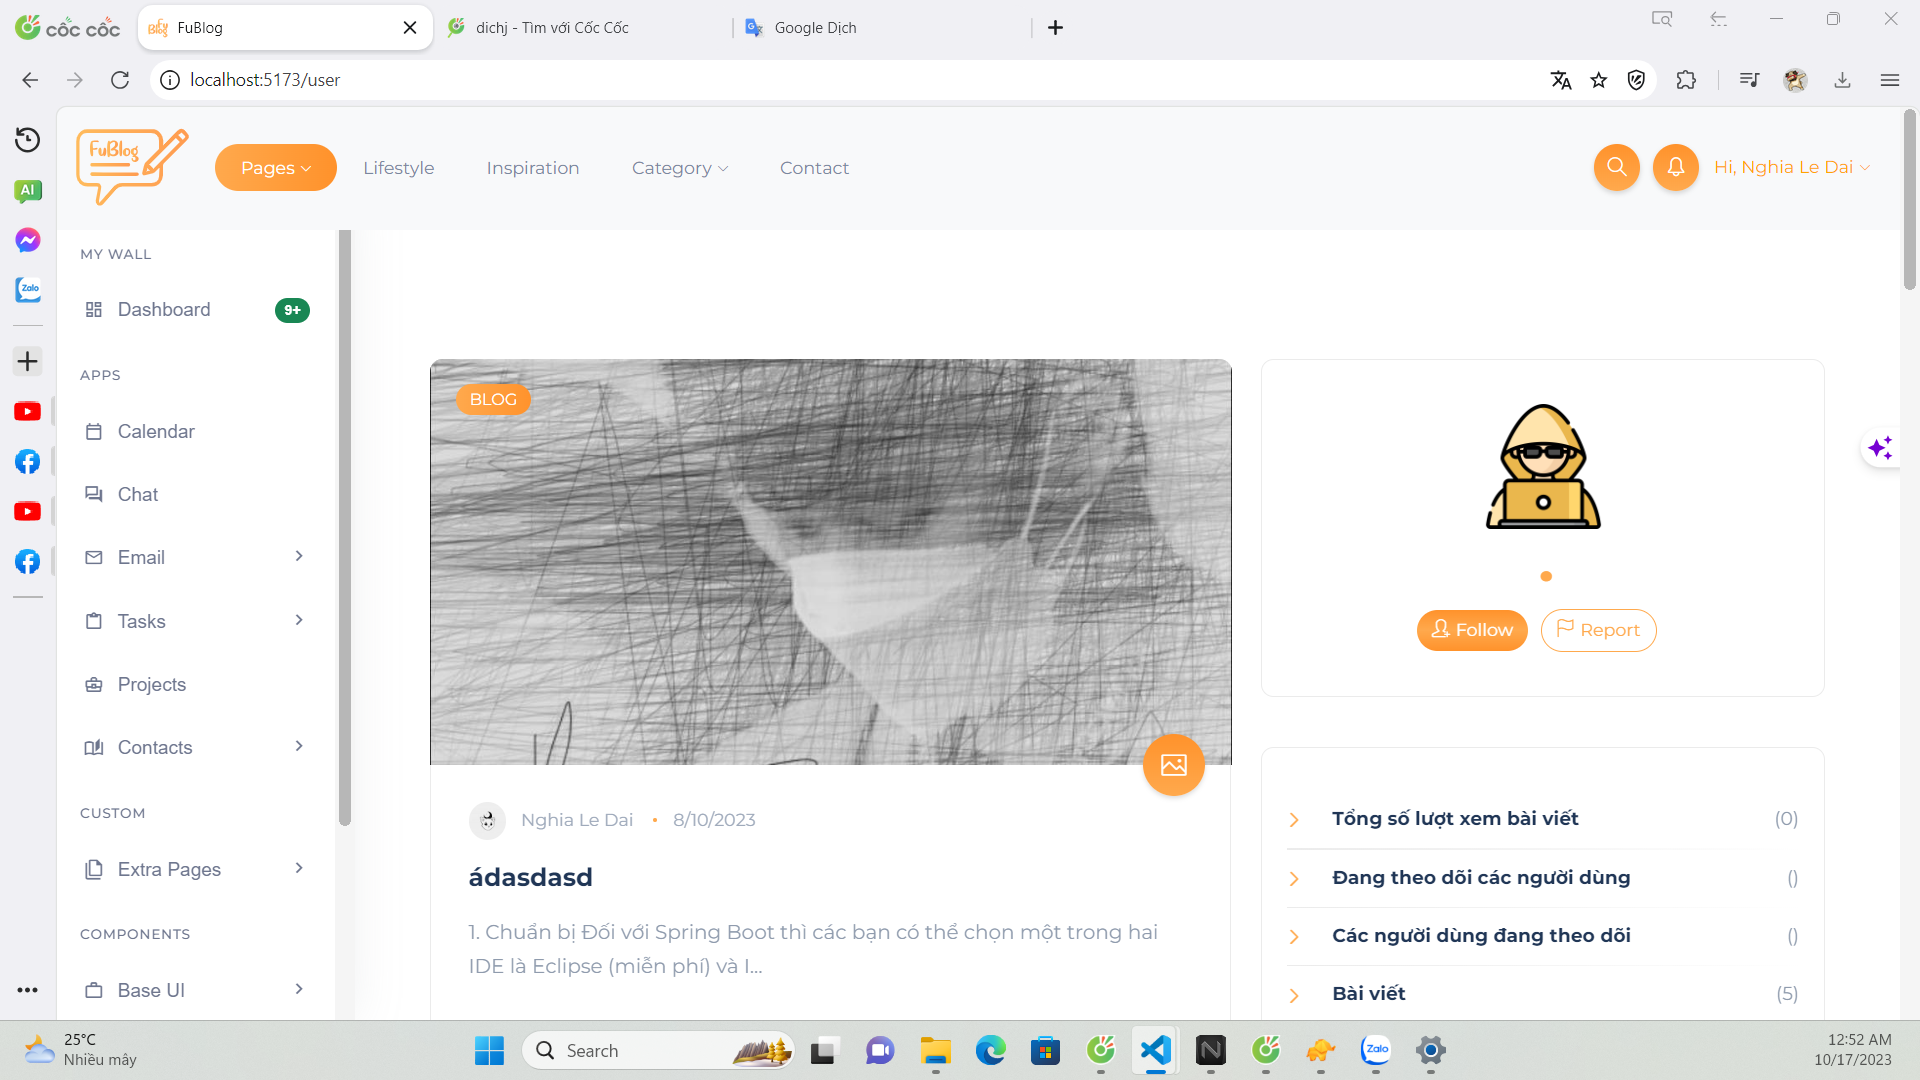 cốc cốc
FuBlog
dichj - Tìm với Cốc Cốc
Google Dịch
localhost:5173/user
AI
Zalo
FuBlog
Pages
Lifestyle
Inspiration
Category
Contact
Hi, Nghia Le Dai
MY WALL
Dashboard
9+
APPS
Calendar
Chat
Email
Tasks
Projects
Contacts
CUSTOM
Extra Pages
COMPONENTS
Base UI
BLOG
Nghia Le Dai • 8/10/2023
ádasdasd
1. Chuẩn bị Đối với Spring Boot thì các bạn có thể chọn một trong hai
IDE là Eclipse (miễn phí) và I...
Follow
Report
Tổng số lượt xem bài viết (0)
Đang theo dõi các người dùng ()
Các người dùng đang theo dõi ()
Bài viết (5)
25°C
Nhiều mây
Search
Zalo
12:52 AM
10/17/2023